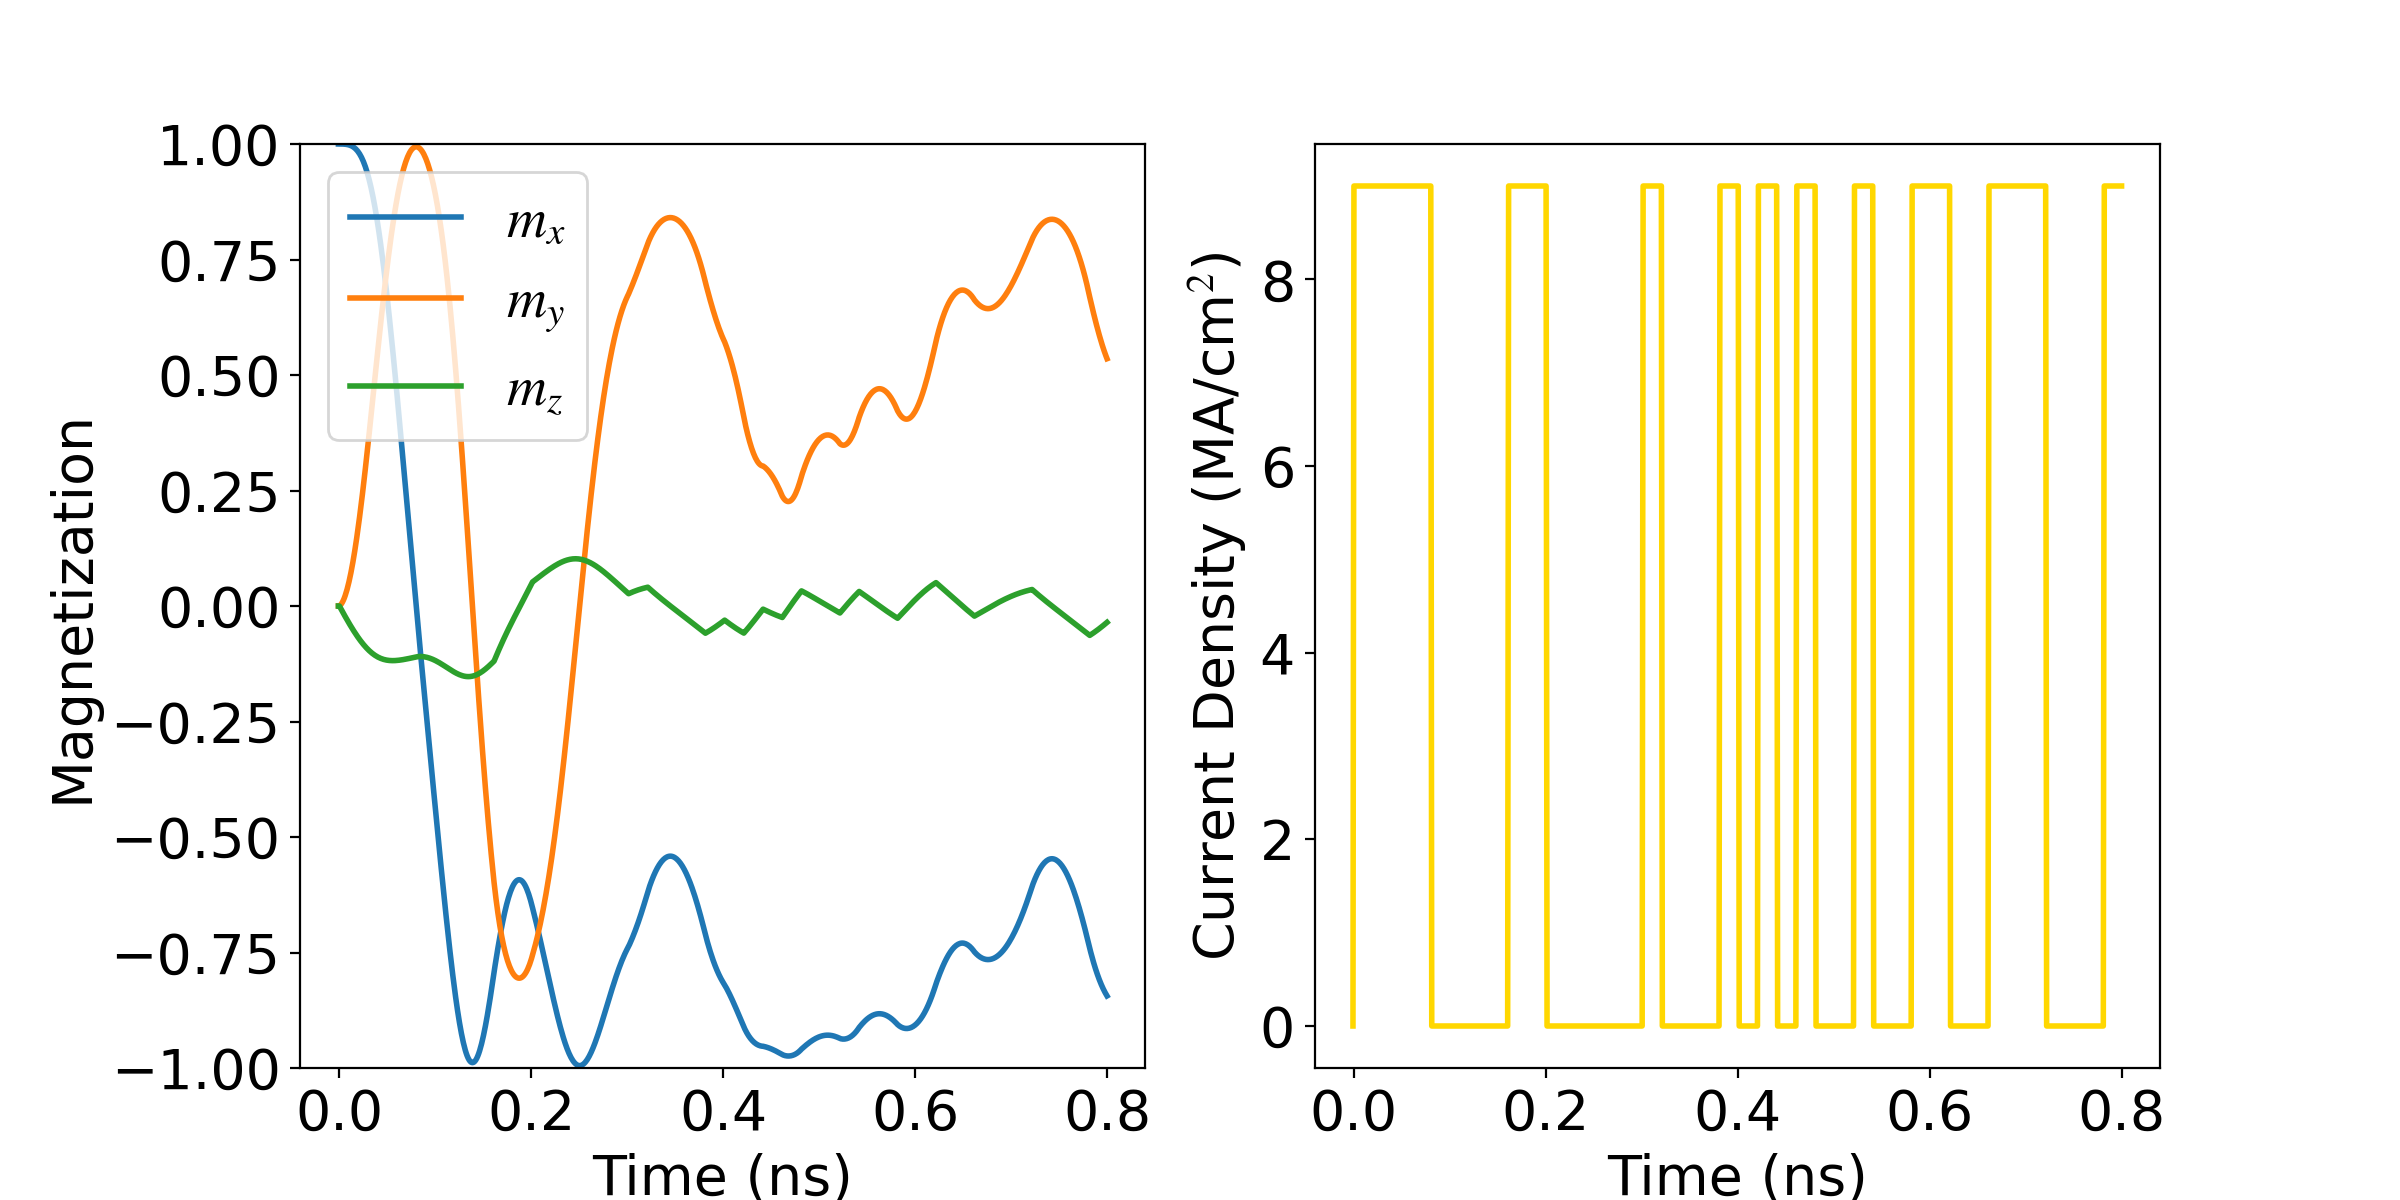 Magnetization
1.00
0.75
0.50
0.25
0.00
−0.25
−0.50
−0.75
−1.00
m_x
m_y
m_z
0.0 0.2 0.4 0.6 0.8
Time (ns)
Current Density (MA/cm²)
8
6
4
2
0
0.0 0.2 0.4 0.6 0.8
Time (ns)